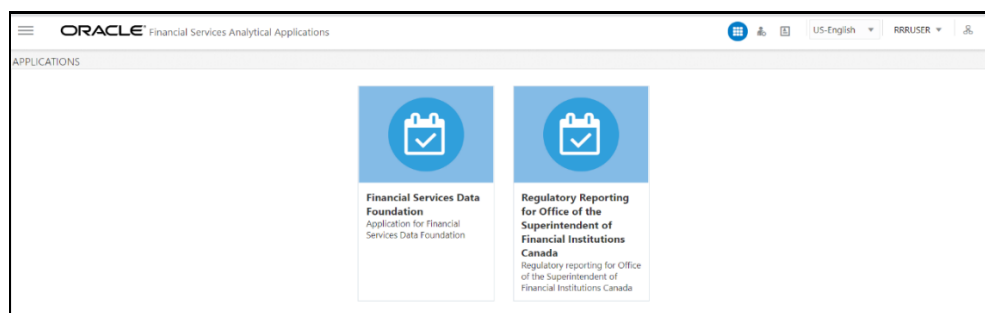 ORACLE Financial Services Analytical Applications
US-English
RRRUSER
APPLICATIONS
Financial Services Data
Foundation
Application for Financial
Services Data Foundation
Regulatory Reporting
for Office of the
Superintendent of
Financial Institutions
Canada
Regulatory reporting for Office
of the Superintendent of
Financial Institutions Canada